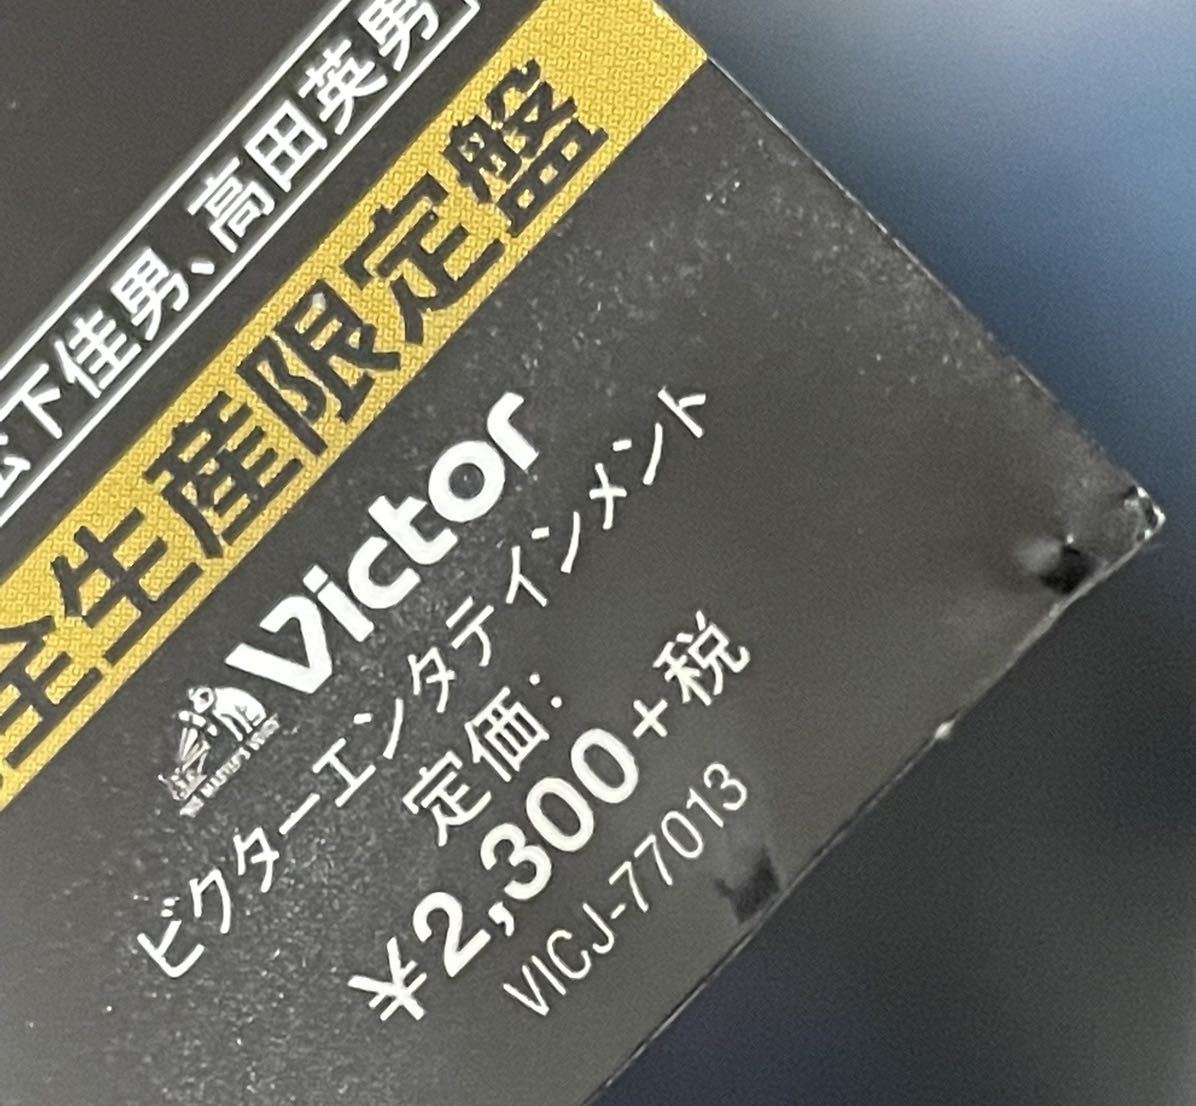 下佳男、高田英男
全生産限定盤
Victor
ビクターエンタテインメント
定価:
¥2,300+税
VICJ-77013